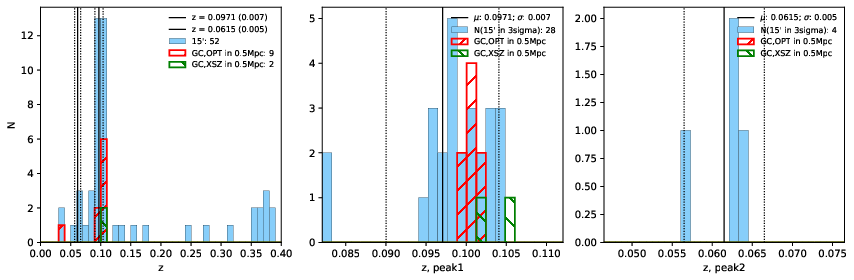 z = 0.0971 (0.007)
z = 0.0615 (0.005)
15': 52
GC,OPT in 0.5Mpc: 9
GC,XSZ in 0.5Mpc: 2
N
12
10
8
6
4
2
0
0.00 0.05 0.10 0.15 0.20 0.25 0.30 0.35 0.40
z
μ: 0.0971; σ: 0.007
N(15' in 3sigma): 28
GC,OPT in 0.5Mpc
GC,XSZ in 0.5Mpc
5
4
3
2
1
0
0.085 0.090 0.095 0.100 0.105 0.110
z, peak1
μ: 0.0615; σ: 0.005
N(15' in 3sigma): 4
GC,OPT in 0.5Mpc
GC,XSZ in 0.5Mpc
2.00
1.75
1.50
1.25
1.00
0.75
0.50
0.25
0.00
0.050 0.055 0.060 0.065 0.070 0.075
z, peak2